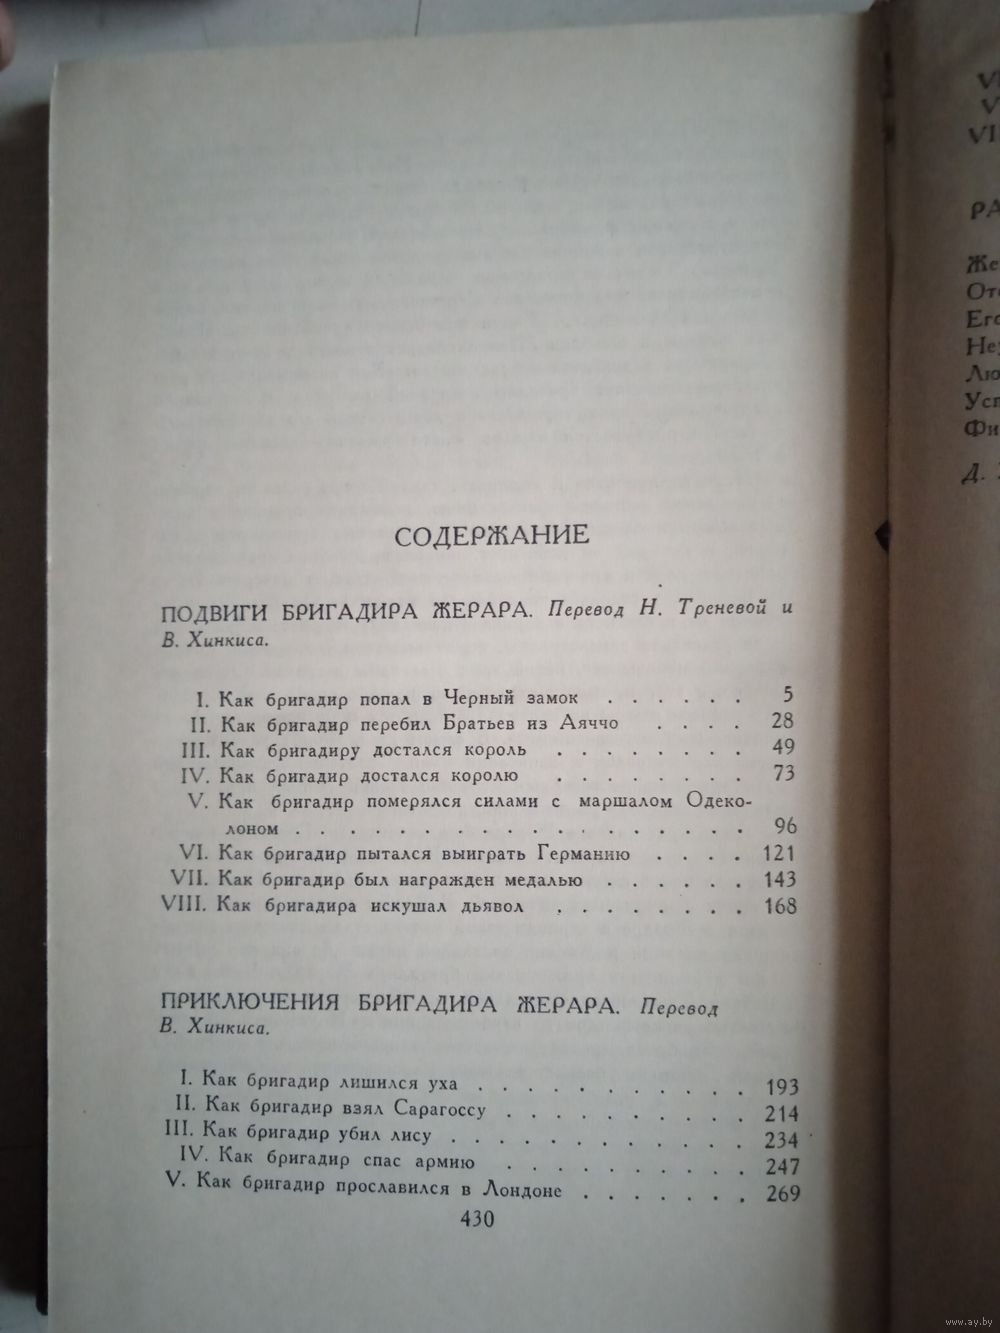 СОДЕРЖАНИЕ
ПОДВИГИ БРИГАДИРА ЖЕРАРА. Перевод Н. Треневой и
В. Хинкиса.
I. Как бригадир попал в Черный замок . . . . . . 5
II. Как бригадир перебил Братьев из Аяччо . . . . 28
III. Как бригадиру достался король . . . . . . . . 49
IV. Как бригадир достался королю . . . . . . . . 73
V. Как бригадир померялся силами с маршалом Одеко-
лоном . . . . . . . . . . . . . . . . . . 96
VI. Как бригадир пытался выиграть Германию . . . . 121
VII. Как бригадир был награжден медалью . . . . . . 143
VIII. Как бригадира искушал дьявол . . . . . . . . 168
ПРИКЛЮЧЕНИЯ БРИГАДИРА ЖЕРАРА. Перевод
В. Хинкиса.
I. Как бригадир лишился уха . . . . . . . . . . . 193
II. Как бригадир взял Сарагоссу . . . . . . . . . . 214
III. Как бригадир убил лису . . . . . . . . . . . . 234
IV. Как бригадир спас армию . . . . . . . . . . 247
V. Как бригадир прославился в Лондоне . . . . . . . 269
430
www.ay.by